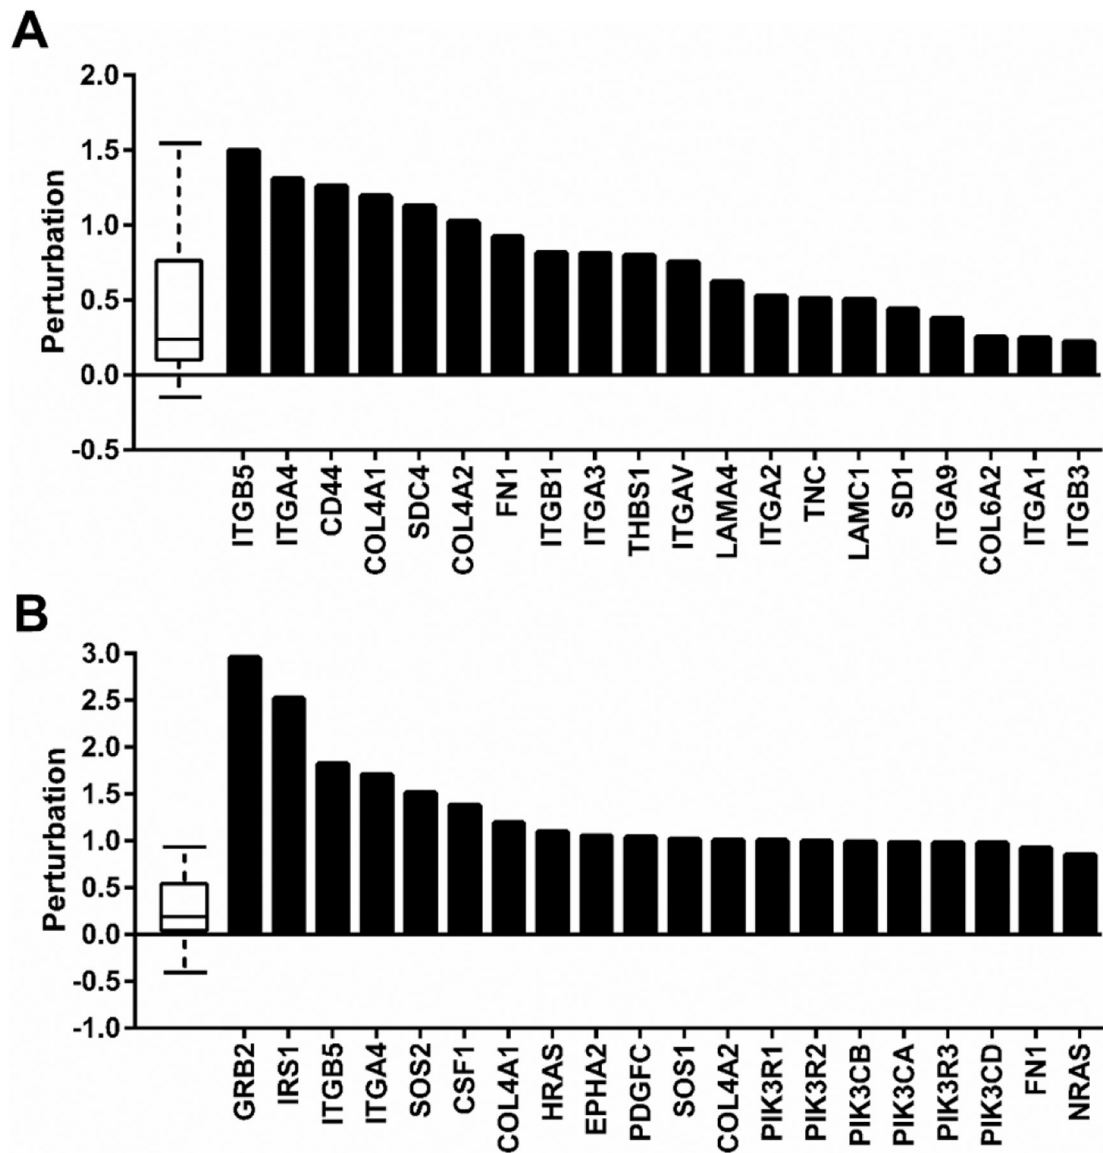 A
2.0
1.5
1.0
0.5
0.0
-0.5
Perturbation
ITGB5
ITGA4
CD44
COL4A1
SDC4
COL4A2
FN1
ITGB1
ITGA3
THBS1
ITGAV
LAMA4
ITGA2
TNC
LAMC1
SD1
ITGA9
COL6A2
ITGA1
ITGB3
B
3.0
2.5
2.0
1.5
1.0
0.5
0.0
-0.5
-1.0
Perturbation
GRB2
IRS1
ITGB5
ITGA4
SOS2
CSF1
COL4A1
HRAS
EPHA2
PDGFC
SOS1
COL4A2
PIK3R1
PIK3R2
PIK3CB
PIK3CA
PIK3R3
PIK3CD
FN1
NRAS